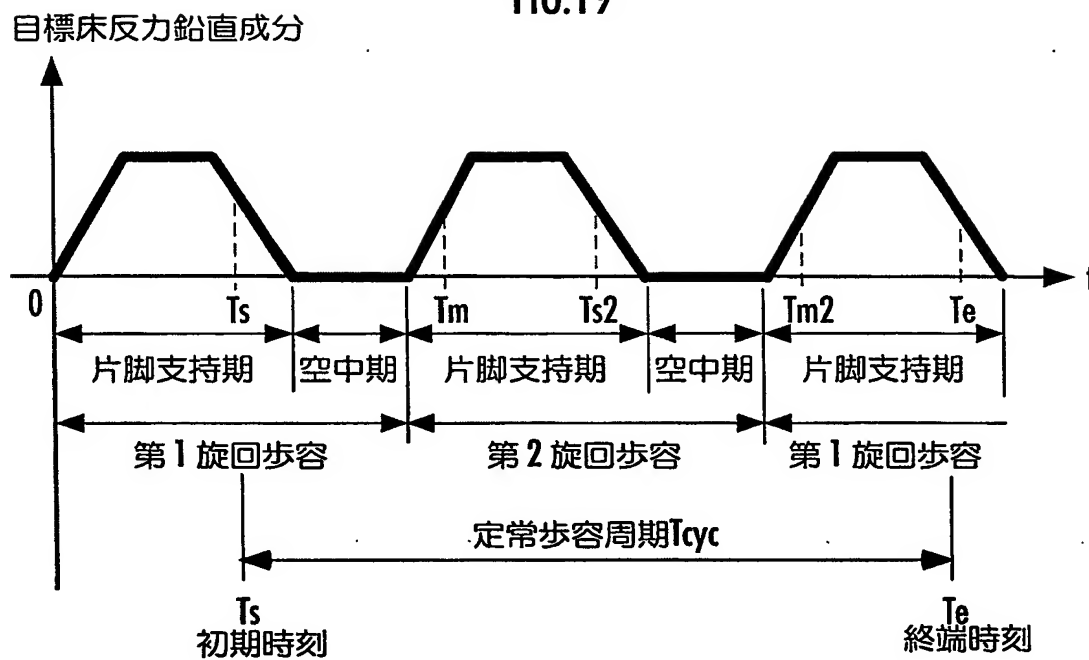 FIG.19
目標床反力鉛直成分
0 Ts Tm Ts2 Tm2 Te t
片脚支持期 空中期 片脚支持期 空中期 片脚支持期
第1旋回歩容 第2旋回歩容 第1旋回歩容
定常歩容周期Tcyc
Ts Te
初期時刻 終端時刻